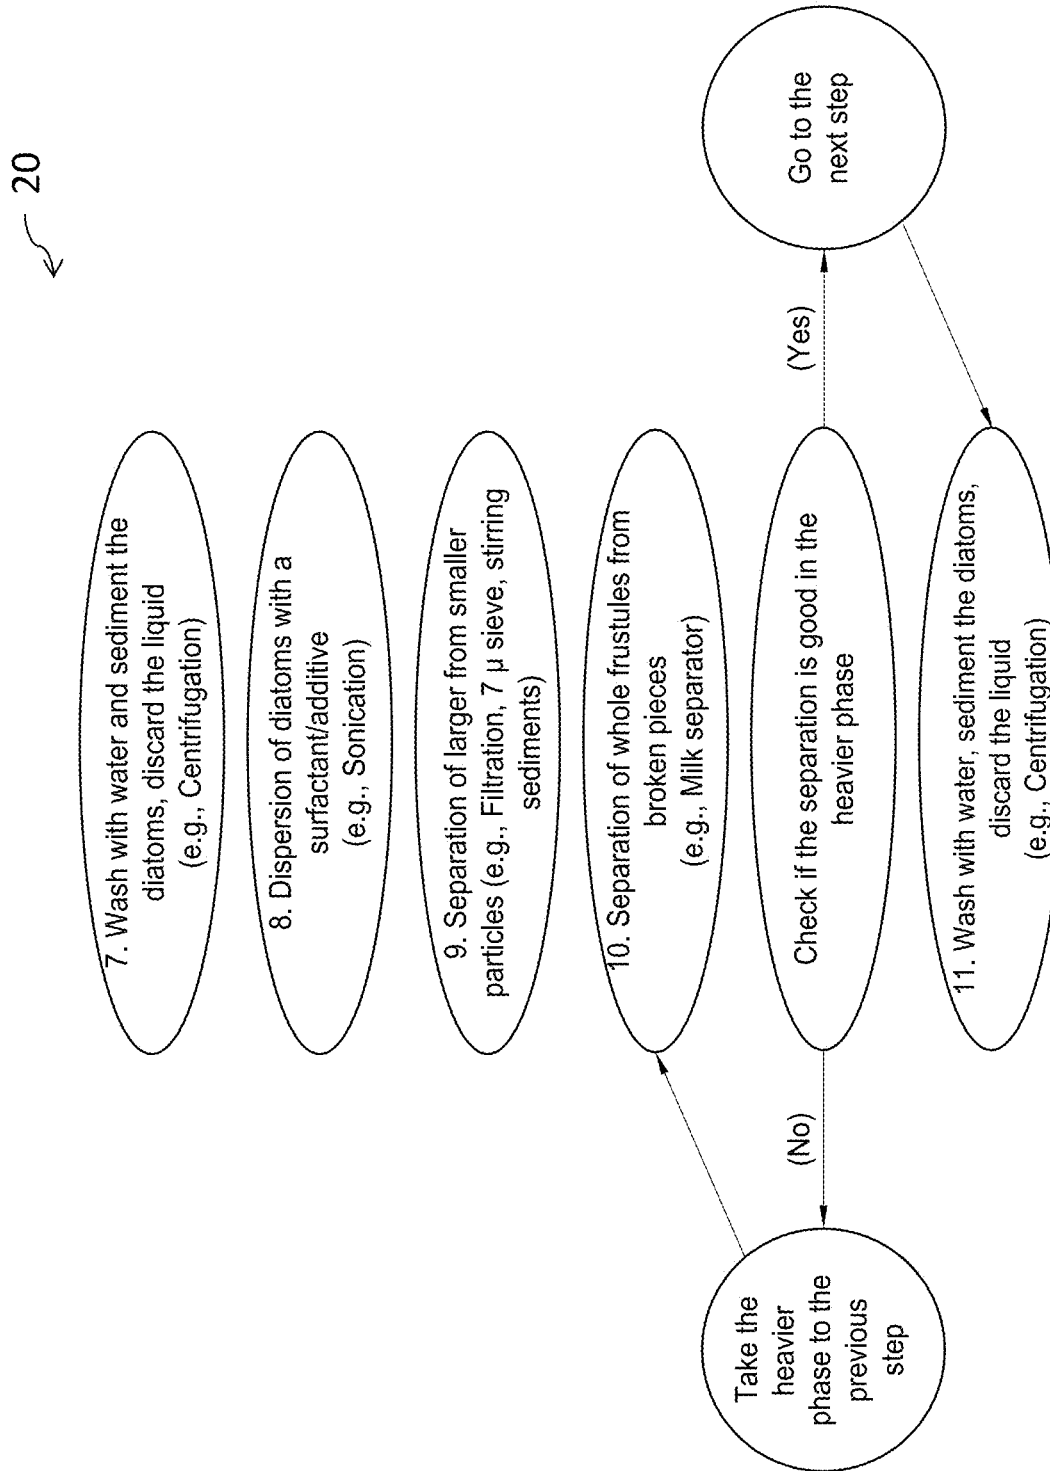 20
7. Wash with water and sediment the
diatoms, discard the liquid
(e.g., Centrifugation)
8. Dispersion of diatoms with a
surfactant/additive
(e.g., Sonication)
9. Separation of larger from smaller
particles (e.g., Filtration, 7 μ sieve, stirring
sediments)
10. Separation of whole frustules from
broken pieces
(e.g., Milk separator)
Take the
heavier
phase to the
previous
step
(No)
Check if the separation is good in the
heavier phase
(Yes)
Go to the
next step
11. Wash with water, sediment the diatoms,
discard the liquid
(e.g., Centrifugation)